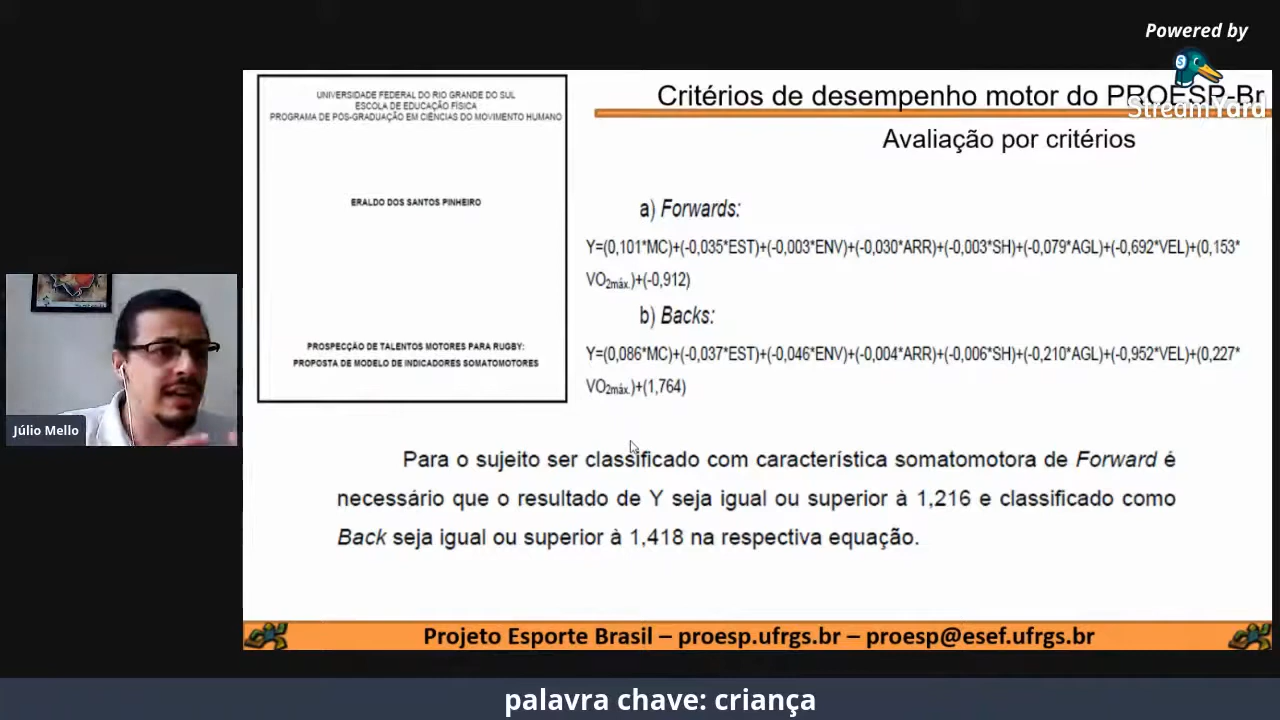 Powered by
StreamYard
UNIVERSIDADE FEDERAL DO RIO GRANDE DO SUL
ESCOLA DE EDUCAÇÃO FÍSICA
PROGRAMA DE PÓS-GRADUAÇÃO EM CIÊNCIAS DO MOVIMENTO HUMANO
ERALDO DOS SANTOS PINHEIRO
PROSPECÇÃO DE TALENTOS MOTORES PARA RUGBY:
PROPOSTA DE MODELO DE INDICADORES SOMATOMOTORES
Critérios de desempenho motor do PROESP-Br
Avaliação por critérios
a) Forwards:
Y=(0,101*MC)+(-0,035*EST)+(-0,003*ENV)+(-0,030*ARR)+(-0,003*SH)+(-0,079*AGL)+(-0,692*VEL)+(0,153*
VO2máx.)+(-0,912)
b) Backs:
Y=(0,086*MC)+(-0,037*EST)+(-0,046*ENV)+(-0,004*ARR)+(-0,006*SH)+(-0,210*AGL)+(-0,952*VEL)+(0,227*
VO2máx.)+(1,764)
Para o sujeito ser classificado com característica somatomotora de Forward é
necessário que o resultado de Y seja igual ou superior à 1,216 e classificado como
Back seja igual ou superior à 1,418 na respectiva equação.
Júlio Mello
Projeto Esporte Brasil – proesp.ufrgs.br – proesp@esef.ufrgs.br
palavra chave: criança